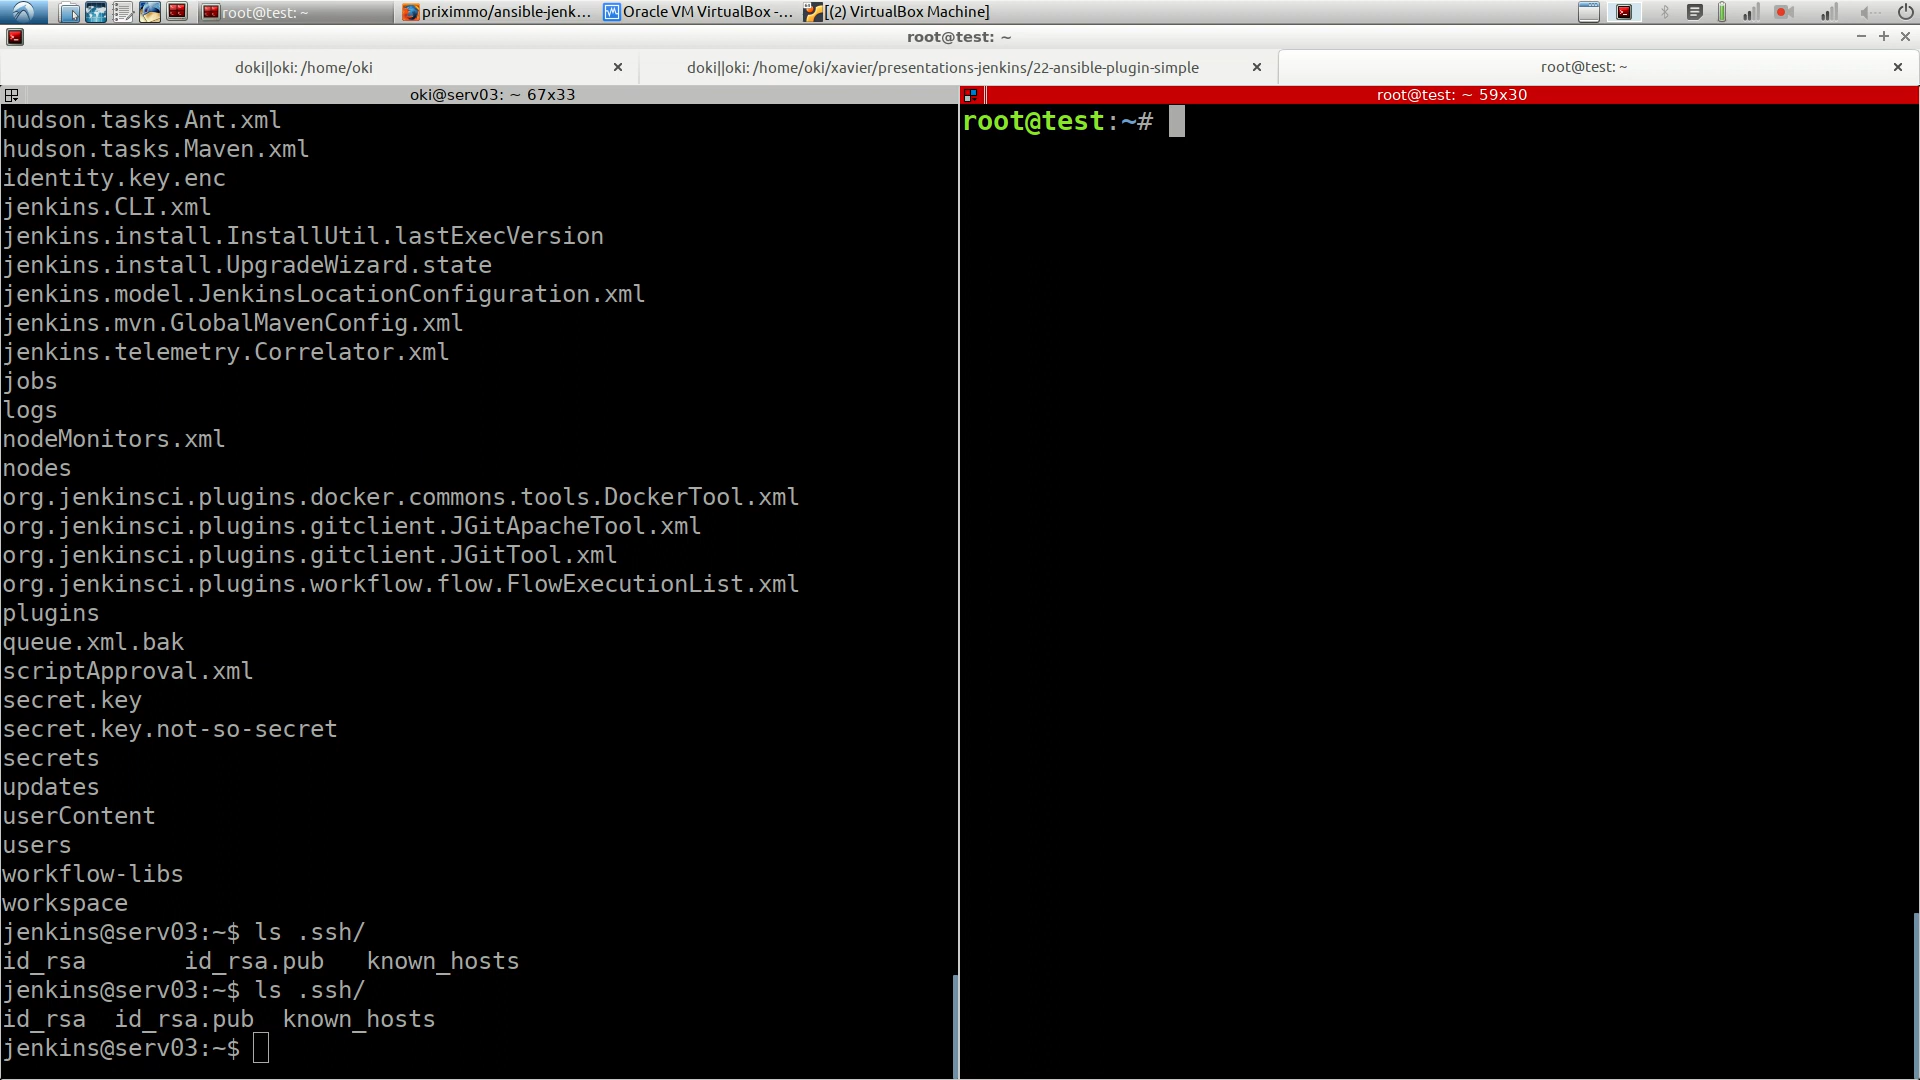 root@test: ~
priximmo/ansible-jenk...
Oracle VM VirtualBox -...
[(2) VirtualBox Machine]
root@test: ~
doki||oki: /home/oki
doki||oki: /home/oki/xavier/presentations-jenkins/22-ansible-plugin-simple
root@test: ~
oki@serv03: ~ 67x33
hudson.tasks.Ant.xml
hudson.tasks.Maven.xml
identity.key.enc
jenkins.CLI.xml
jenkins.install.InstallUtil.lastExecVersion
jenkins.install.UpgradeWizard.state
jenkins.model.JenkinsLocationConfiguration.xml
jenkins.mvn.GlobalMavenConfig.xml
jenkins.telemetry.Correlator.xml
jobs
logs
nodeMonitors.xml
nodes
org.jenkinsci.plugins.docker.commons.tools.DockerTool.xml
org.jenkinsci.plugins.gitclient.JGitApacheTool.xml
org.jenkinsci.plugins.gitclient.JGitTool.xml
org.jenkinsci.plugins.workflow.flow.FlowExecutionList.xml
plugins
queue.xml.bak
scriptApproval.xml
secret.key
secret.key.not-so-secret
secrets
updates
userContent
users
workflow-libs
workspace
jenkins@serv03:~$ ls .ssh/
id_rsa       id_rsa.pub   known_hosts
jenkins@serv03:~$ ls .ssh/
id_rsa  id_rsa.pub  known_hosts
jenkins@serv03:~$
root@test: ~ 59x30
root@test:~#